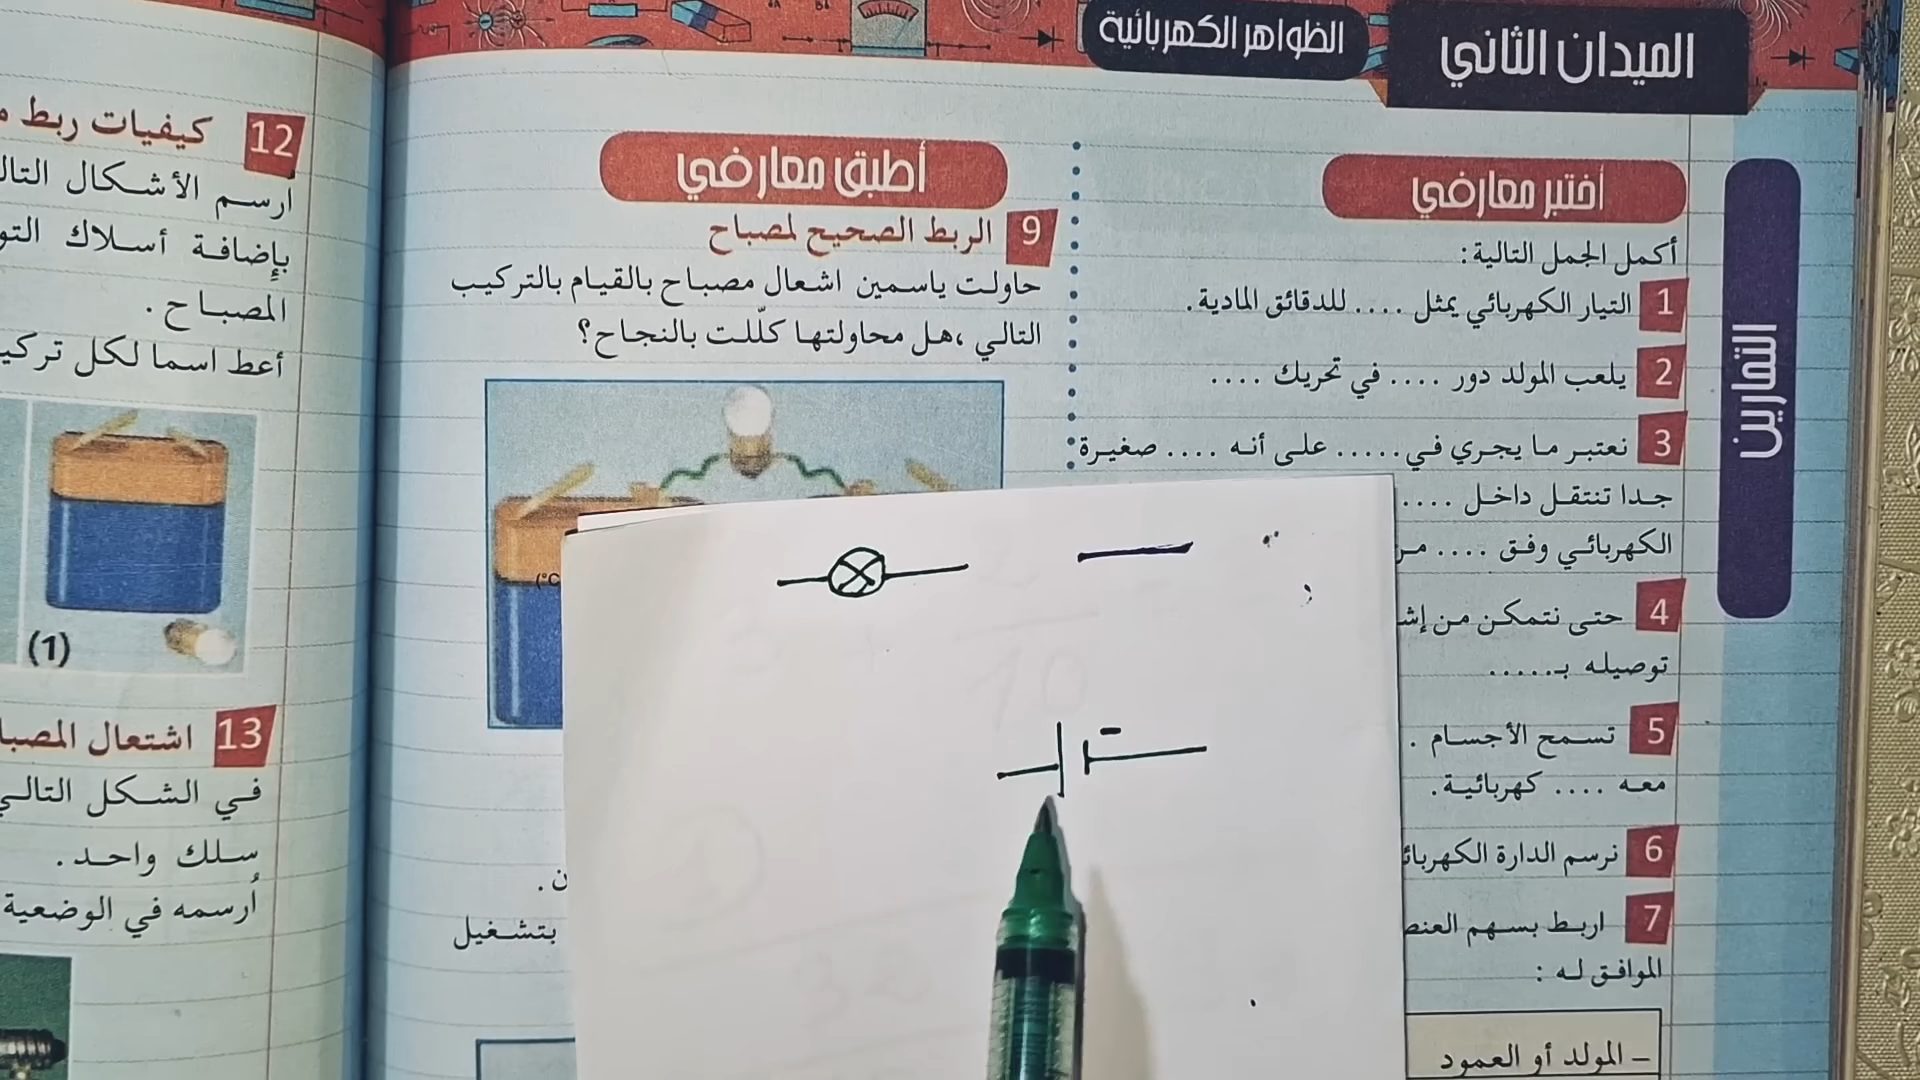 الميدان الثاني
الظواهر الكهربائية
التمارين
أختبر معارفي
أكمل الجمل التالية:
1 التيار الكهربائي يمثل .... للدقائق المادية.
2 يلعب المولد دور .... في تحريك ....
3 نعتبر ما يجري في..... على أنه .... صغيرة
جدا تنتقل داخل ....
الكهربائي وفق ....
4 حتى نتمكن من
توصيله بـ.....
5 تسمح الأجسام .
معه .... كهربائية.
6 نرسم الدارة
7 اربط بسهم
الموافق له :
– المولد أو العمود
أطبق معارفي
9 الربط الصحيح لمصباح
حاولت ياسمين اشعال مصباح بالقيام بالتركيب
التالي ،هل محاولتها كلّلت بالنجاح؟
(°C
ن.
بتشغيل
12 كيفيات ربط
ارسم الأشكال
بإضافة أسلاك
المصباح.
أعط اسما لكل
(1)
13 اشتعال
في الشكل
سلك واحد.
أرسمه في الوضعية